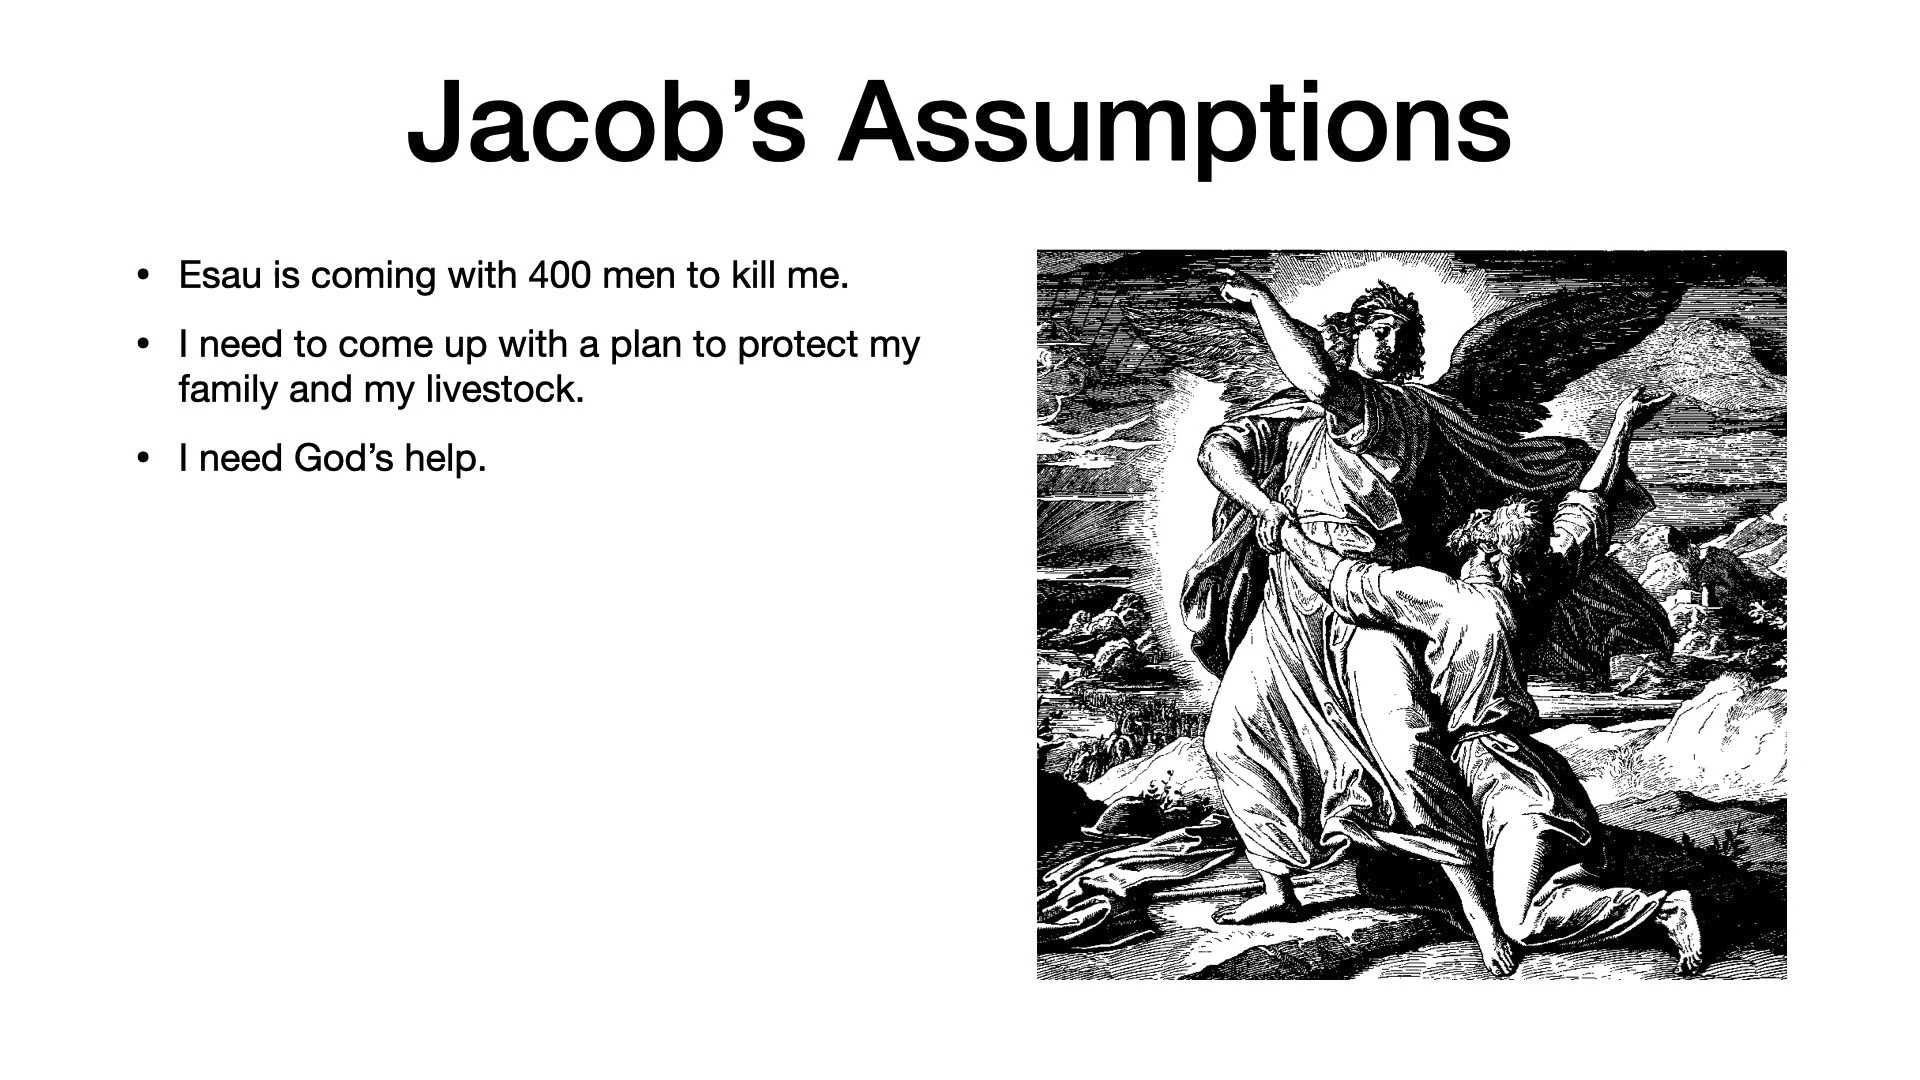 Jacob’s Assumptions
• Esau is coming with 400 men to kill me.
• I need to come up with a plan to protect my
family and my livestock.
• I need God’s help.